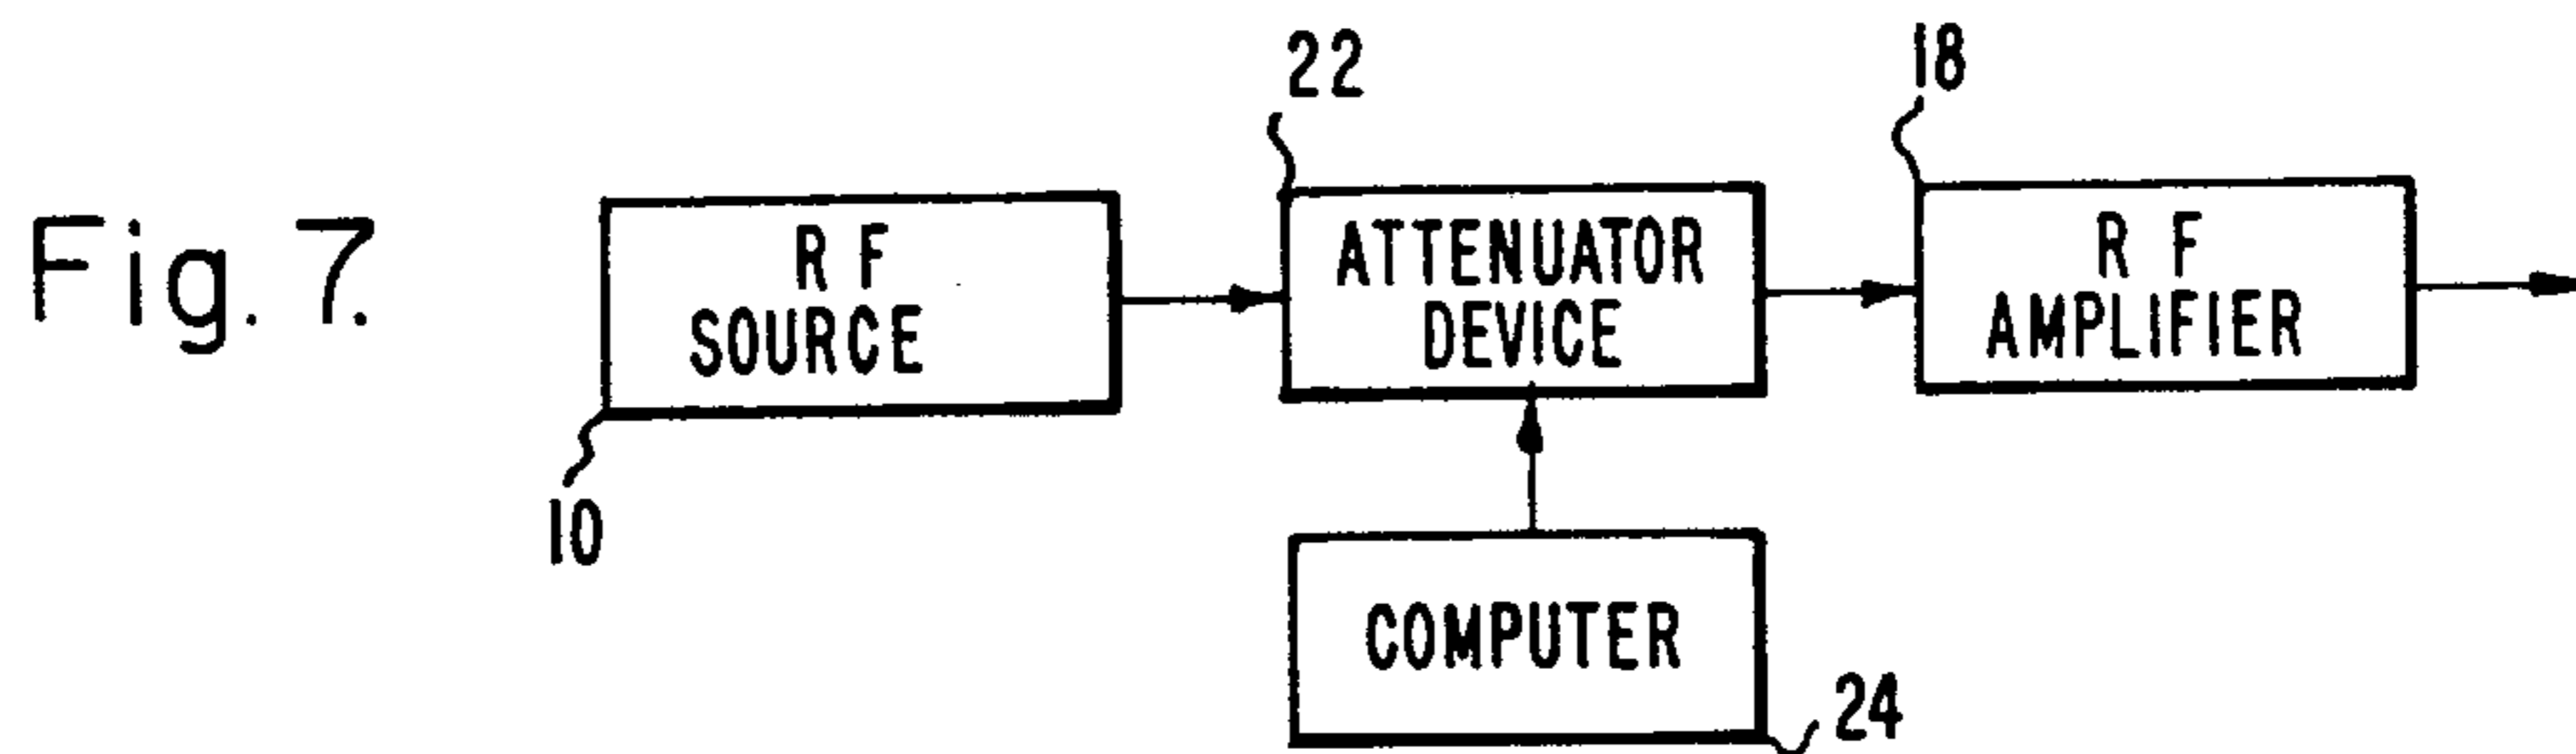 Fig. 7.
22
18
R F
SOURCE
ATTENUATOR
DEVICE
R F
AMPLIFIER
10
COMPUTER
24